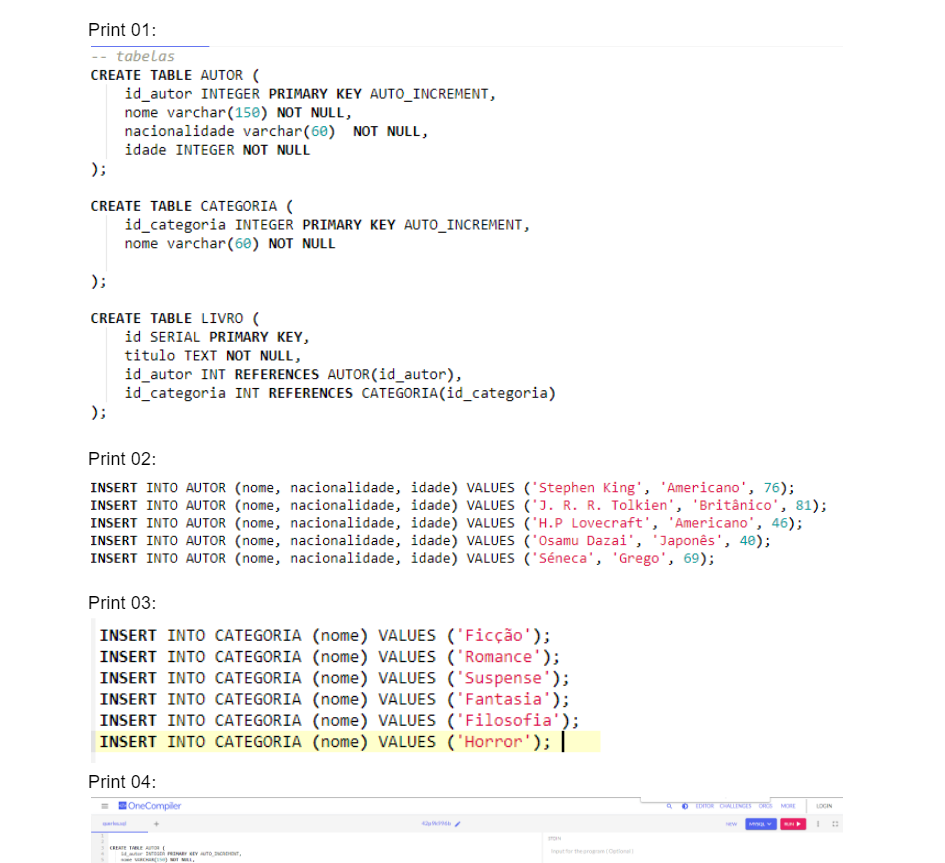 Print 01:
-- tabelas
CREATE TABLE AUTOR (
id_autor INTEGER PRIMARY KEY AUTO_INCREMENT,
nome varchar(150) NOT NULL,
nacionalidade varchar(60)  NOT NULL,
idade INTEGER NOT NULL
);
CREATE TABLE CATEGORIA (
id_categoria INTEGER PRIMARY KEY AUTO_INCREMENT,
nome varchar(60) NOT NULL
);
CREATE TABLE LIVRO (
id SERIAL PRIMARY KEY,
titulo TEXT NOT NULL,
id_autor INT REFERENCES AUTOR(id_autor),
id_categoria INT REFERENCES CATEGORIA(id_categoria)
);
Print 02:
INSERT INTO AUTOR (nome, nacionalidade, idade) VALUES ('Stephen King', 'Americano', 76);
INSERT INTO AUTOR (nome, nacionalidade, idade) VALUES ('J. R. R. Tolkien', 'Britânico', 81);
INSERT INTO AUTOR (nome, nacionalidade, idade) VALUES ('H.P Lovecraft', 'Americano', 46);
INSERT INTO AUTOR (nome, nacionalidade, idade) VALUES ('Osamu Dazai', 'Japonês', 40);
INSERT INTO AUTOR (nome, nacionalidade, idade) VALUES ('Séneca', 'Grego', 69);
Print 03:
INSERT INTO CATEGORIA (nome) VALUES ('Ficção');
INSERT INTO CATEGORIA (nome) VALUES ('Romance');
INSERT INTO CATEGORIA (nome) VALUES ('Suspense');
INSERT INTO CATEGORIA (nome) VALUES ('Fantasia');
INSERT INTO CATEGORIA (nome) VALUES ('Filosofia');
INSERT INTO CATEGORIA (nome) VALUES ('Horror');
Print 04:
OneCompiler EDITOR CHALLENGES ORGS MORE LOGIN
queries.sql + NEW MYSQL RUN
STDIN
Input for the program ( Optional )
CREATE TABLE AUTOR (
id_autor INTEGER PRIMARY KEY AUTO_INCREMENT,
nome varchar(150) NOT NULL,